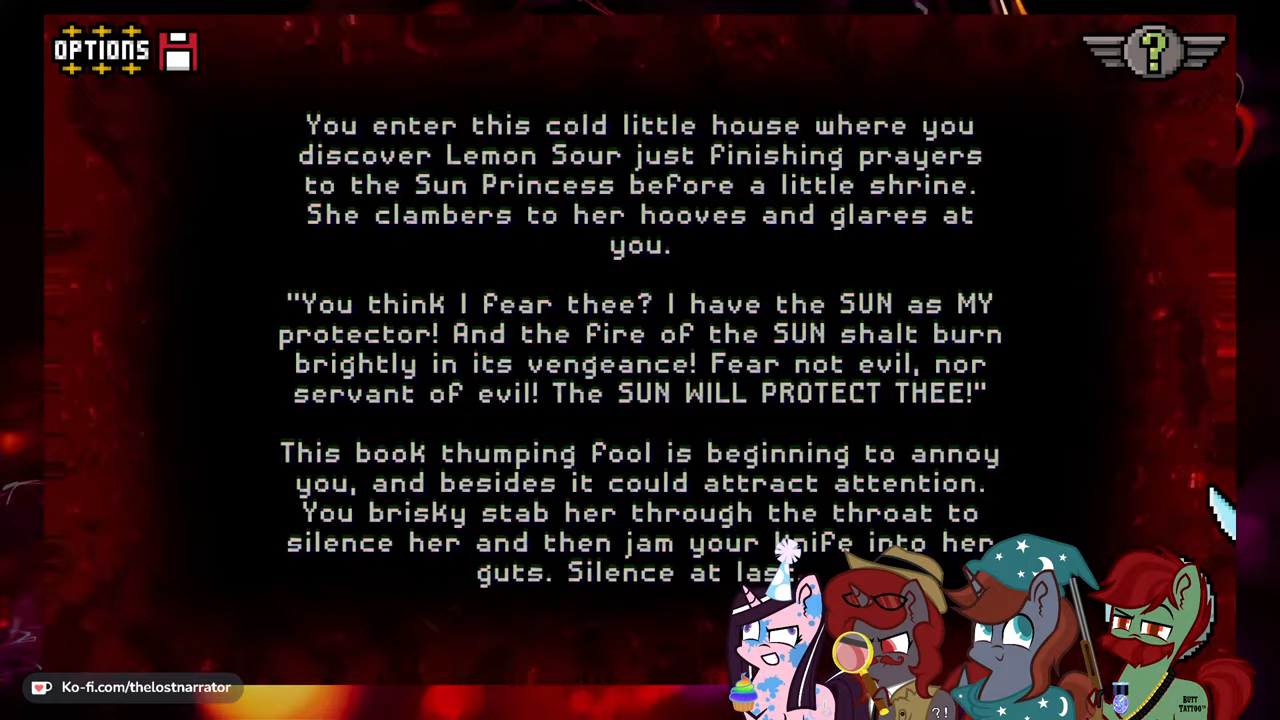 OPTIONS
?
You enter this cold little house where you
discover Lemon Sour just finishing prayers
to the Sun Princess before a little shrine.
She clambers to her hooves and glares at
you.
"You think I fear thee? I have the SUN as MY
protector! And the fire of the SUN shalt burn
brightly in its vengeance! Fear not evil, nor
servant of evil! The SUN WILL PROTECT THEE!"
This book thumping fool is beginning to annoy
you, and besides it could attract attention.
You brisky stab her through the throat to
silence her and then jam your knife into her
guts. Silence at last.
Ko-fi.com/thelostnarrator
?!
BUTT
TATTOO™